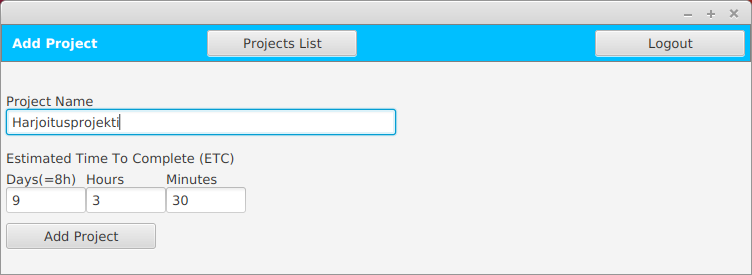 Add Project Projects List Logout
Project Name
Harjoitusprojekti
Estimated Time To Complete (ETC)
Days(=8h) Hours Minutes
9 3 30
Add Project